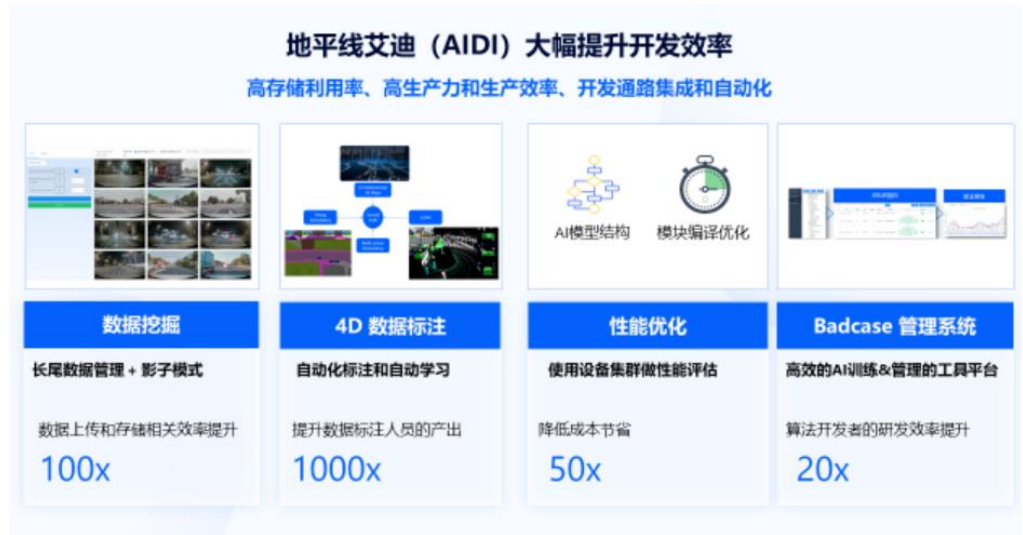 地平线艾迪（AIDI）大幅提升开发效率
高存储利用率、高生产力和生产效率、开发通路集成和自动化
AI模型结构
模块编译优化
数据挖掘
长尾数据管理 + 影子模式
数据上传和存储相关效率提升
100x
4D 数据标注
自动化标注和自动学习
提升数据标注人员的产出
1000x
性能优化
使用设备集群做性能评估
降低成本节省
50x
Badcase 管理系统
高效的AI训练&管理的工具平台
算法开发者的研发效率提升
20x